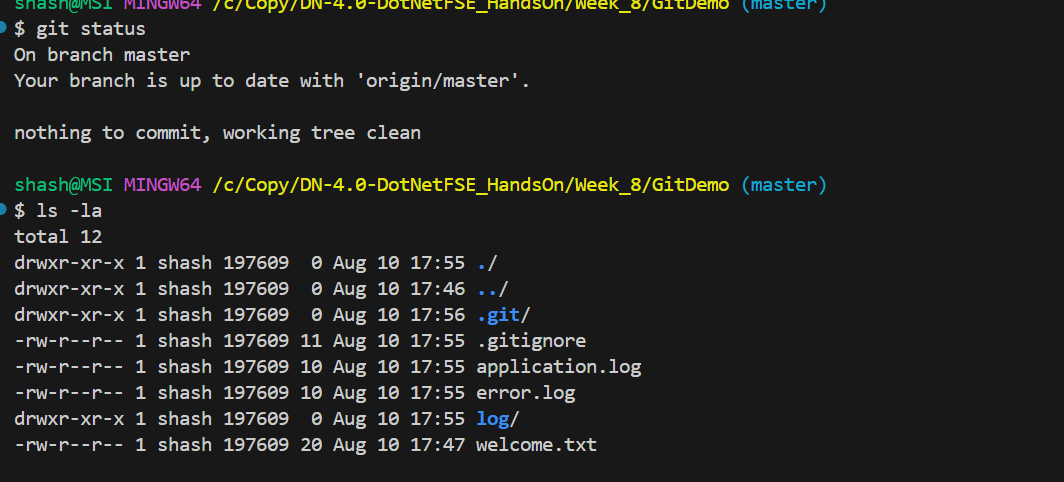 shash@MSI MINGW64 /c/Copy/DN-4.0-DotNetFSE_HandsOn/Week_8/GitDemo (master)
$ git status
On branch master
Your branch is up to date with 'origin/master'.
nothing to commit, working tree clean
shash@MSI MINGW64 /c/Copy/DN-4.0-DotNetFSE_HandsOn/Week_8/GitDemo (master)
$ ls -la
total 12
drwxr-xr-x 1 shash 197609  0 Aug 10 17:55 ./
drwxr-xr-x 1 shash 197609  0 Aug 10 17:46 ../
drwxr-xr-x 1 shash 197609  0 Aug 10 17:56 .git/
-rw-r--r-- 1 shash 197609 11 Aug 10 17:55 .gitignore
-rw-r--r-- 1 shash 197609 10 Aug 10 17:55 application.log
-rw-r--r-- 1 shash 197609 10 Aug 10 17:55 error.log
drwxr-xr-x 1 shash 197609  0 Aug 10 17:55 log/
-rw-r--r-- 1 shash 197609 20 Aug 10 17:47 welcome.txt